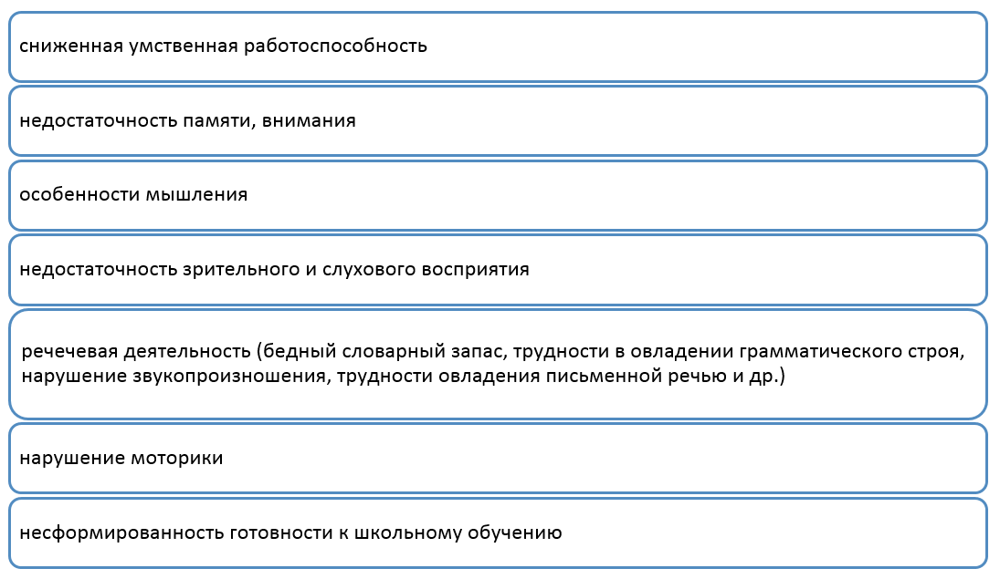 сниженная умственная работоспособность
недостаточность памяти, внимания
особенности мышления
недостаточность зрительного и слухового восприятия
речечевая деятельность (бедный словарный запас, трудности в овладении грамматического строя,
нарушение звукопроизношения, трудности овладения письменной речью и др.)
нарушение моторики
несформированность готовности к школьному обучению